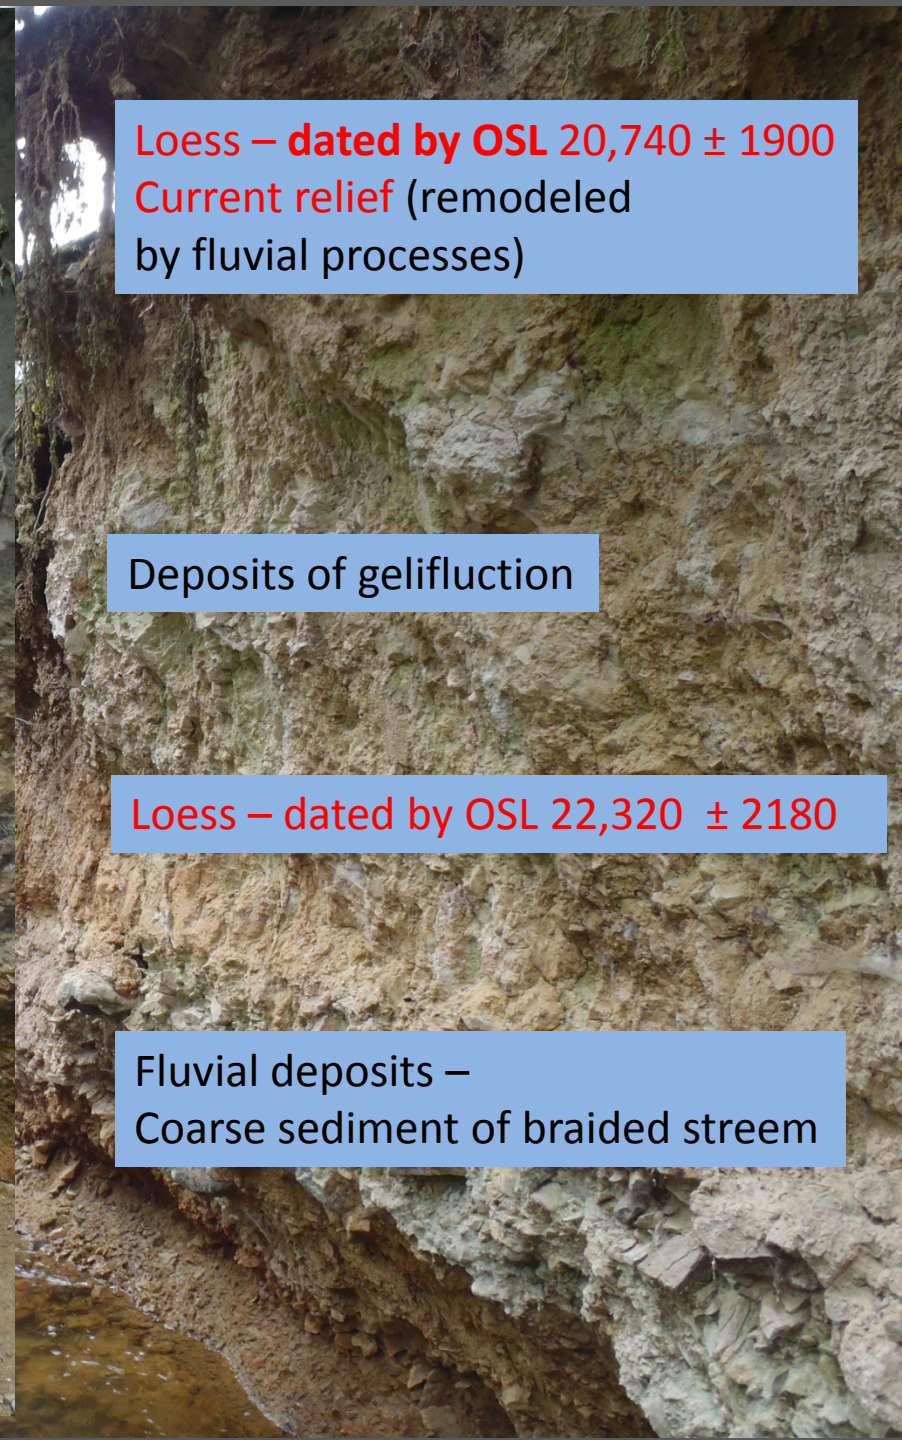 Loess – dated by OSL 20,740 ± 1900
Current relief (remodeled
by fluvial processes)
Deposits of gelifluction
Loess – dated by OSL 22,320 ± 2180
Fluvial deposits –
Coarse sediment of braided streem